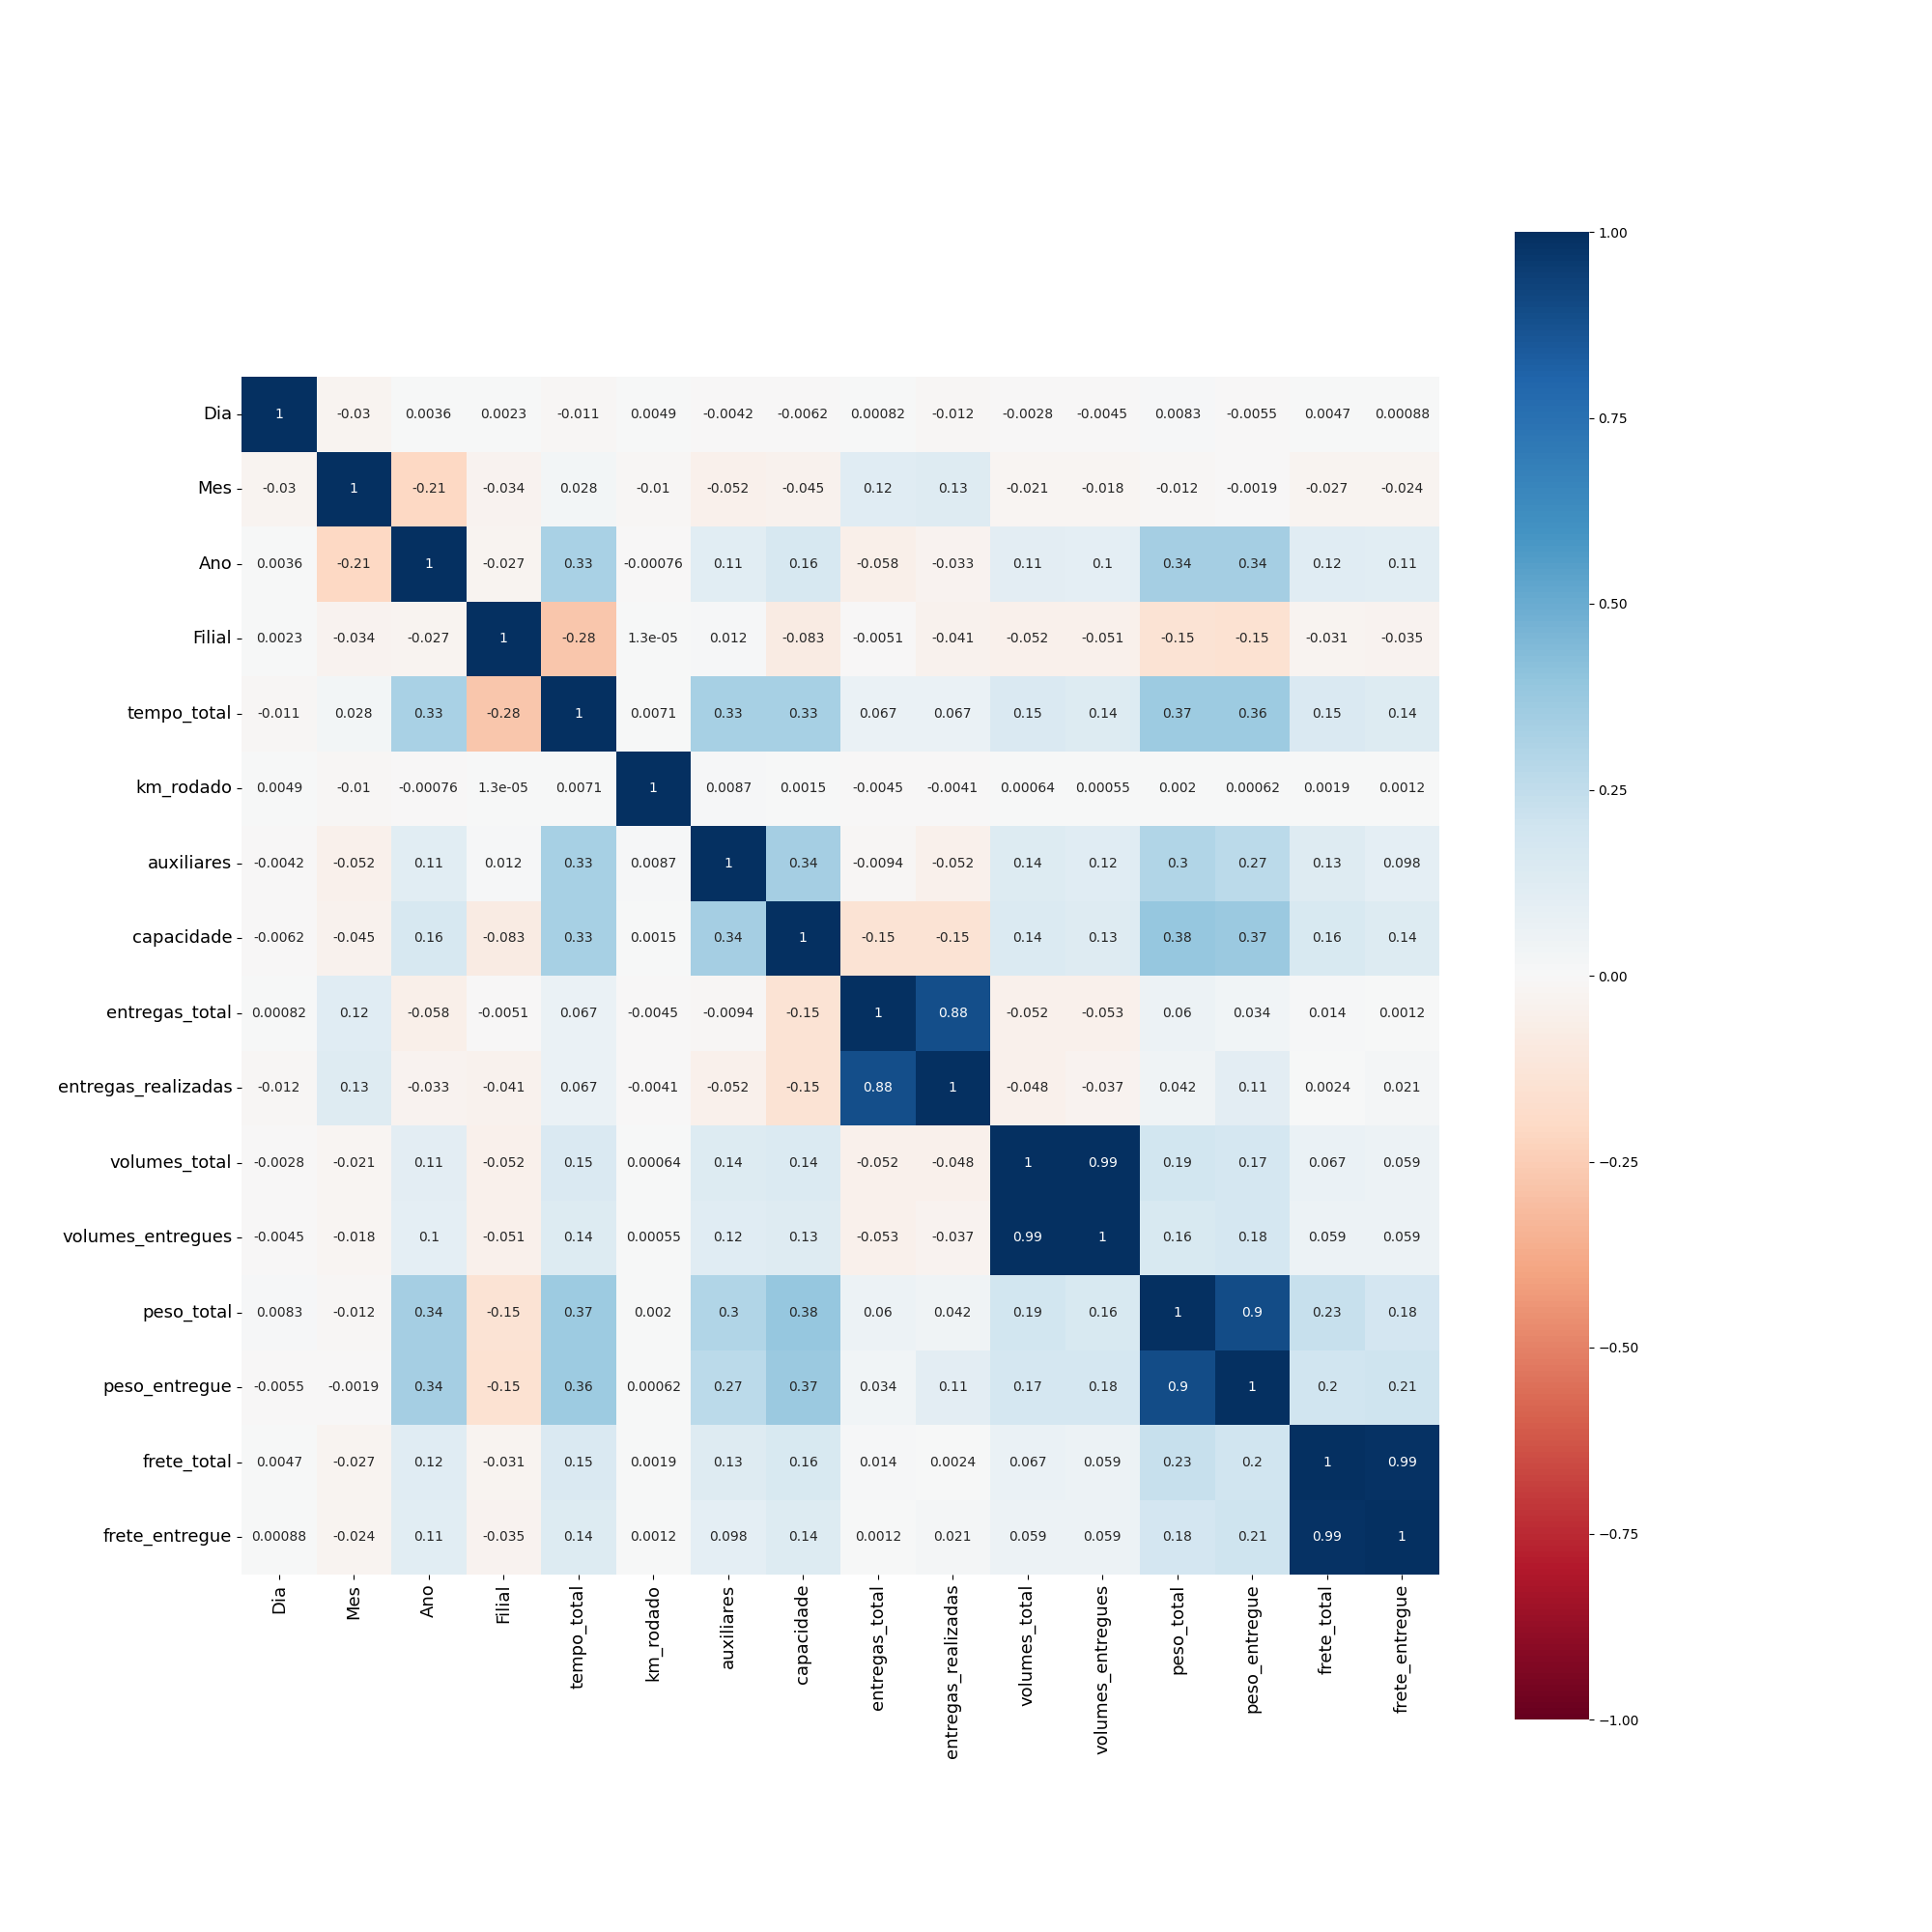 Dia 1 -0.03 0.0036 0.0023 -0.011 0.0049 -0.0042 -0.0062 0.00082 -0.012 -0.0028 -0.0045 0.0083 -0.0055 0.0047 0.00088
Mes -0.03 1 -0.21 -0.034 0.028 -0.01 -0.052 -0.045 0.12 0.13 -0.021 -0.018 -0.012 -0.0019 -0.027 -0.024
Ano 0.0036 -0.21 1 -0.027 0.33 -0.00076 0.11 0.16 -0.058 -0.033 0.11 0.1 0.34 0.34 0.12 0.11
Filial 0.0023 -0.034 -0.027 1 -0.28 1.3e-05 0.012 -0.083 -0.0051 -0.041 -0.052 -0.051 -0.15 -0.15 -0.031 -0.035
tempo_total -0.011 0.028 0.33 -0.28 1 0.0071 0.33 0.33 0.067 0.067 0.15 0.14 0.37 0.36 0.15 0.14
km_rodado 0.0049 -0.01 -0.00076 1.3e-05 0.0071 1 0.0087 0.0015 -0.0045 -0.0041 0.00064 0.00055 0.002 0.00062 0.0019 0.0012
auxiliares -0.0042 -0.052 0.11 0.012 0.33 0.0087 1 0.34 -0.0094 -0.052 0.14 0.12 0.3 0.27 0.13 0.098
capacidade -0.0062 -0.045 0.16 -0.083 0.33 0.0015 0.34 1 -0.15 -0.15 0.14 0.13 0.38 0.37 0.16 0.14
entregas_total 0.00082 0.12 -0.058 -0.0051 0.067 -0.0045 -0.0094 -0.15 1 0.88 -0.052 -0.053 0.06 0.034 0.014 0.0012
entregas_realizadas -0.012 0.13 -0.033 -0.041 0.067 -0.0041 -0.052 -0.15 0.88 1 -0.048 -0.037 0.042 0.11 0.0024 0.021
volumes_total -0.0028 -0.021 0.11 -0.052 0.15 0.00064 0.14 0.14 -0.052 -0.048 1 0.99 0.19 0.17 0.067 0.059
volumes_entregues -0.0045 -0.018 0.1 -0.051 0.14 0.00055 0.12 0.13 -0.053 -0.037 0.99 1 0.16 0.18 0.059 0.059
peso_total 0.0083 -0.012 0.34 -0.15 0.37 0.002 0.3 0.38 0.06 0.042 0.19 0.16 1 0.9 0.23 0.18
peso_entregue -0.0055 -0.0019 0.34 -0.15 0.36 0.00062 0.27 0.37 0.034 0.11 0.17 0.18 0.9 1 0.2 0.21
frete_total 0.0047 -0.027 0.12 -0.031 0.15 0.0019 0.13 0.16 0.014 0.0024 0.067 0.059 0.23 0.2 1 0.99
frete_entregue 0.00088 -0.024 0.11 -0.035 0.14 0.0012 0.098 0.14 0.0012 0.021 0.059 0.059 0.18 0.21 0.99 1
Dia
Mes
Ano
Filial
tempo_total
km_rodado
auxiliares
capacidade
entregas_total
entregas_realizadas
volumes_total
volumes_entregues
peso_total
peso_entregue
frete_total
frete_entregue
1.00
0.75
0.50
0.25
0.00
−0.25
−0.50
−0.75
−1.00